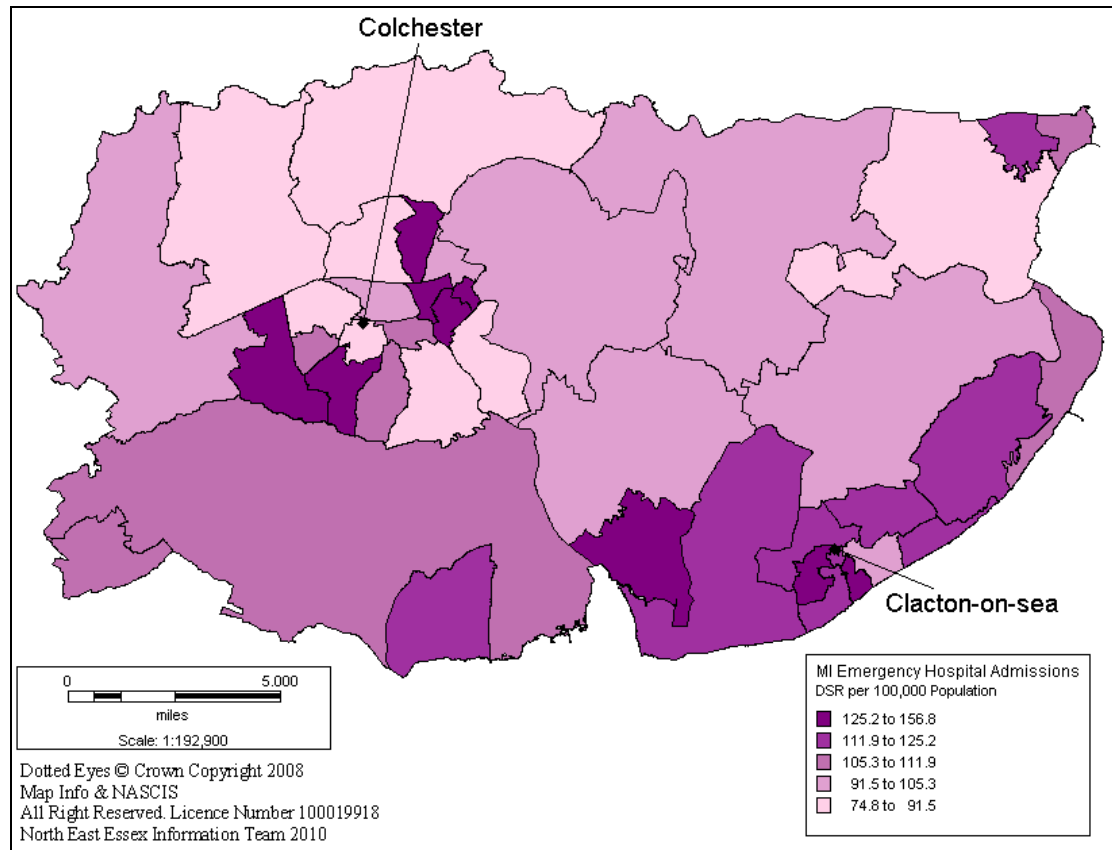 Colchester
Clacton-on-sea
0 5.000
miles
Scale: 1:192,900
MI Emergency Hospital Admissions
DSR per 100,000 Population
125.2 to 156.8
111.9 to 125.2
105.3 to 111.9
91.5 to 105.3
74.8 to 91.5
Dotted Eyes © Crown Copyright 2008
Map Info & NASCIS
All Right Reserved. Licence Number 100019918
North East Essex Information Team 2010